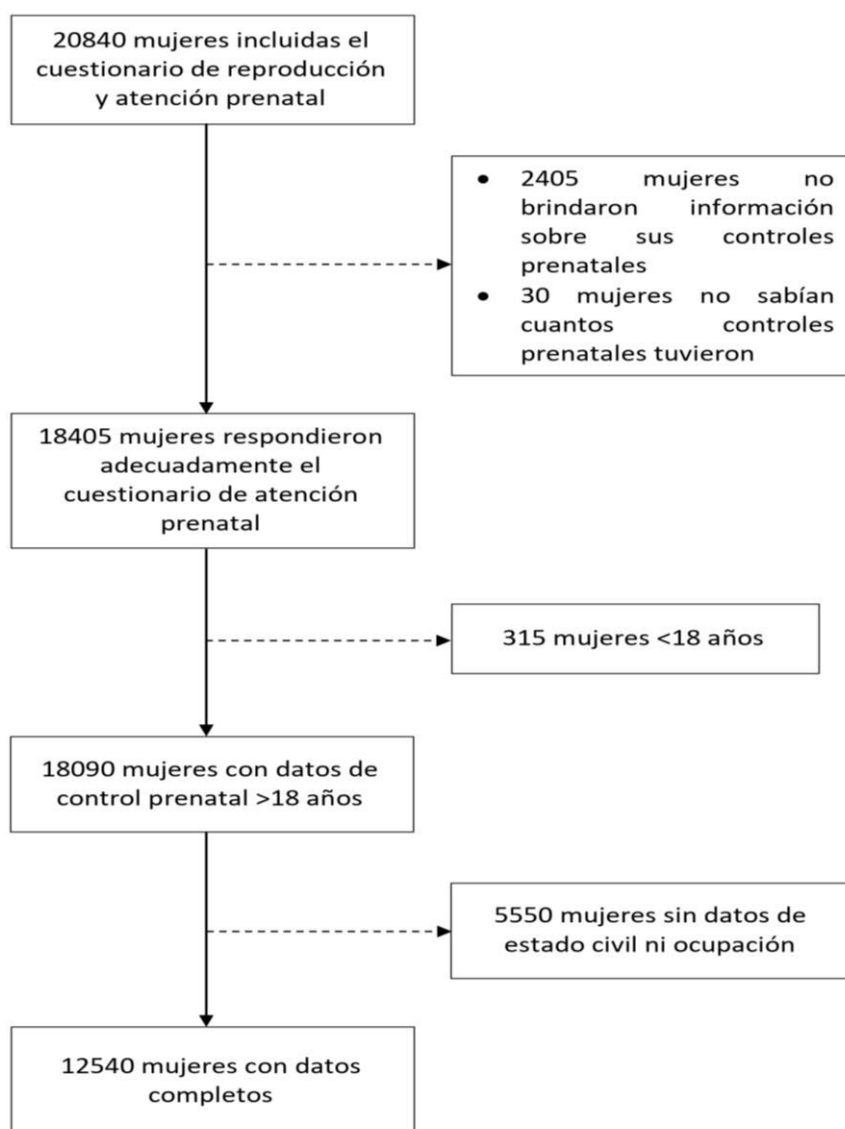 20840 mujeres incluidas el
cuestionario de reproducción
y atención prenatal
• 2405 mujeres no
brindaron información
sobre sus controles
prenatales
• 30 mujeres no sabían
cuantos controles
prenatales tuvieron
18405 mujeres respondieron
adecuadamente el
cuestionario de atención
prenatal
315 mujeres <18 años
18090 mujeres con datos de
control prenatal >18 años
5550 mujeres sin datos de
estado civil ni ocupación
12540 mujeres con datos
completos